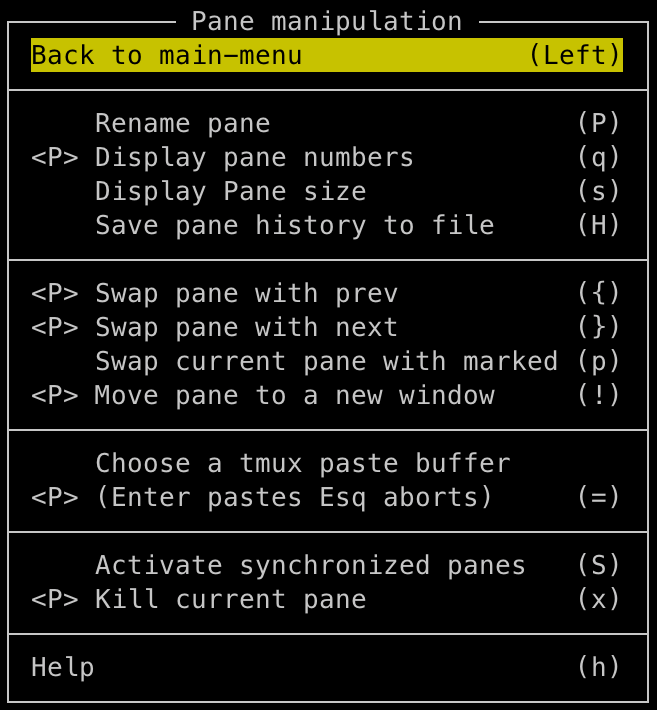 Pane manipulation
Back to main-menu (Left)
Rename pane (P)
<P> Display pane numbers (q)
Display Pane size (s)
Save pane history to file (H)
<P> Swap pane with prev ({)
<P> Swap pane with next (})
Swap current pane with marked (p)
<P> Move pane to a new window (!)
Choose a tmux paste buffer
<P> (Enter pastes Esq aborts) (=)
Activate synchronized panes (S)
<P> Kill current pane (x)
Help (h)